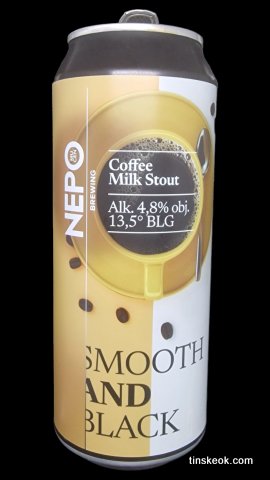 NEPO
BREWING
Coffee
Milk Stout
Alk. 4,8% obj.
13,5° BLG
SMOOTH
AND
BLACK
tinskeok.com